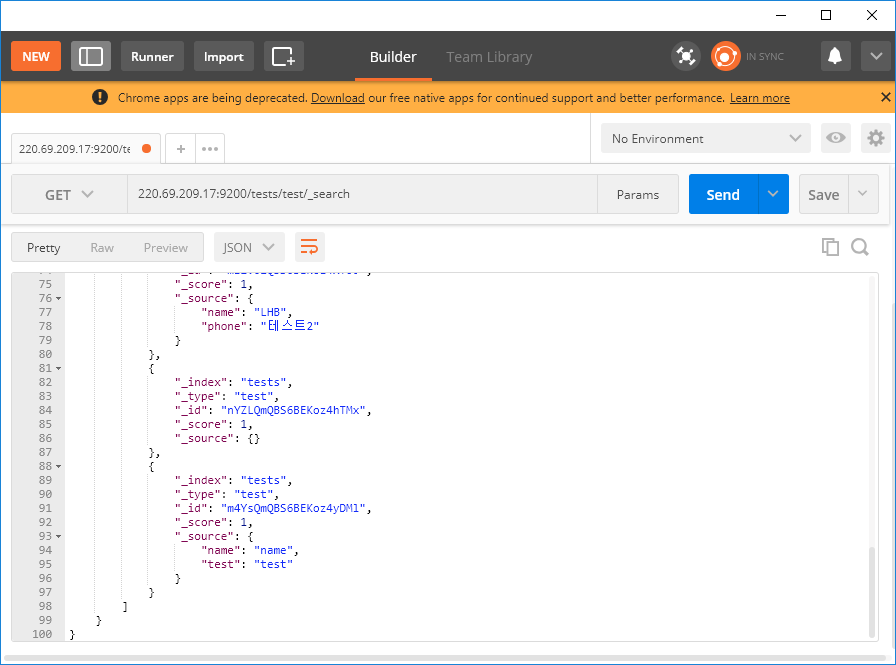 NEW Runner Import Builder Team Library IN SYNC
Chrome apps are being deprecated. Download our free native apps for continued support and better performance. Learn more
220.69.209.17:9200/te No Environment
GET 220.69.209.17:9200/tests/test/_search Params Send Save
Pretty Raw Preview JSON
75 "_score": 1,
76 "_source": {
77 "name": "LHB",
78 "phone": "테스트2"
79 }
80 },
81 {
82 "_index": "tests",
83 "_type": "test",
84 "_id": "nYZLQmQBS6BEKoz4hTMx",
85 "_score": 1,
86 "_source": {}
87 },
88 {
89 "_index": "tests",
90 "_type": "test",
91 "_id": "m4YsQmQBS6BEKoz4yDMl",
92 "_score": 1,
93 "_source": {
94 "name": "name",
95 "test": "test"
96 }
97 }
98 ]
99 }
100 }